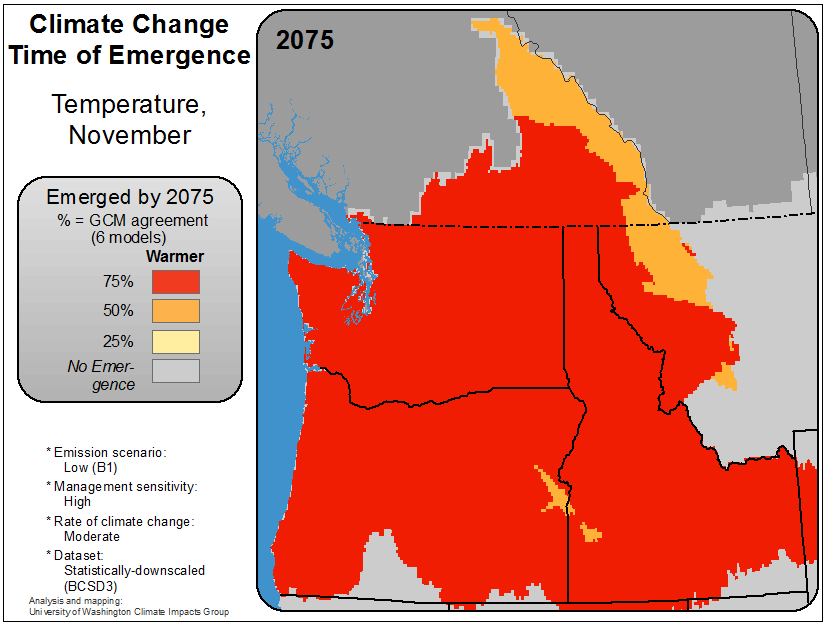 Climate Change
Time of Emergence
Temperature,
November
Emerged by 2075
% = GCM agreement
(6 models)
Warmer
75%
50%
25%
No Emer-
gence
* Emission scenario:
Low (B1)
* Management sensitivity:
High
* Rate of climate change:
Moderate
* Dataset:
Statistically-downscaled
(BCSD3)
Analysis and mapping:
University of Washington Climate Impacts Group
2075